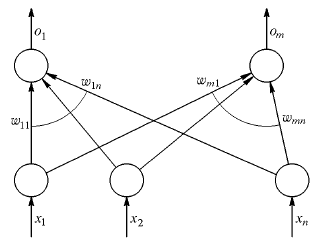 o₁ oₘ
w₁ₙ wₘ₁
w₁₁ wₘₙ
x₁ x₂ xₙ